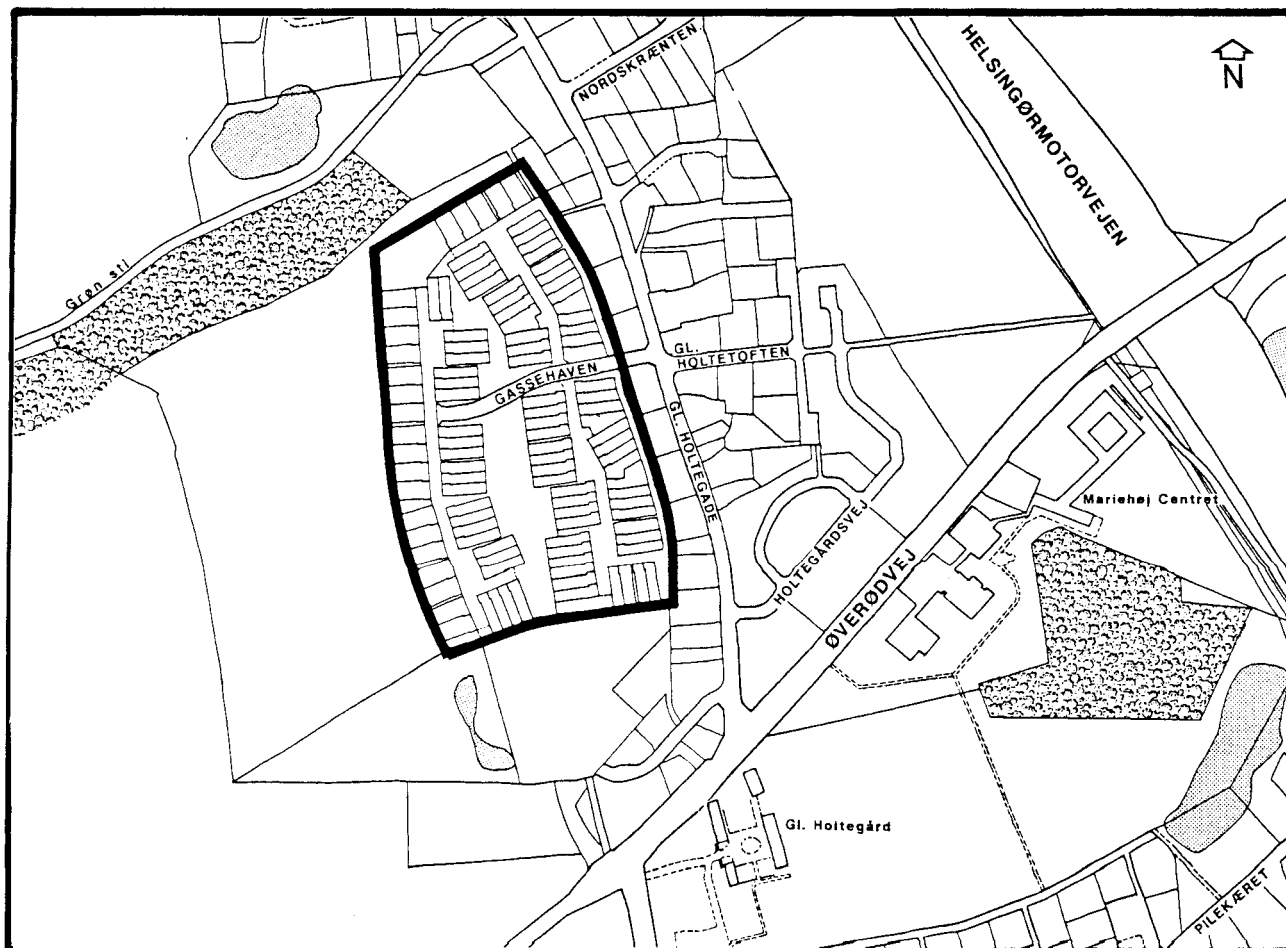 NORDSKRÆNTEN
HELSINGØRMOTORVEJEN
N
Grøn sti
GL.
HOLTETOFTEN
GASSEHAVEN
GL. HOLTEGADE
HOLTEGÅRDSVEJ
Mariehøj Centret
ØVERØDVEJ
Gl. Holtegård
PILEKÆRET